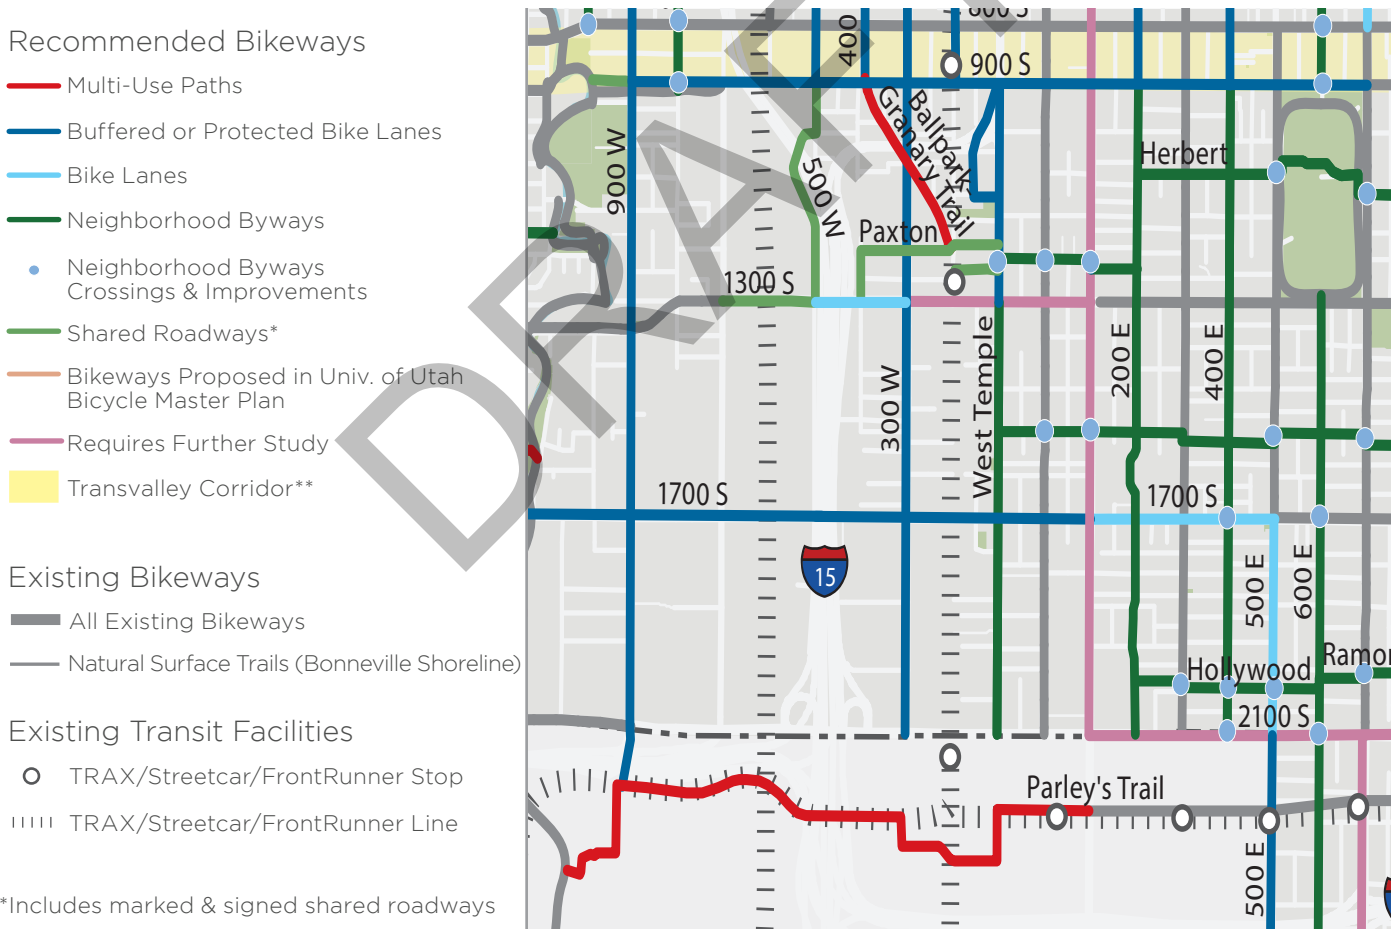 Recommended Bikeways
Multi-Use Paths
Buffered or Protected Bike Lanes
Bike Lanes
Neighborhood Byways
Neighborhood Byways
Crossings & Improvements
Shared Roadways*
Bikeways Proposed in Univ. of Utah
Bicycle Master Plan
Requires Further Study
Transvalley Corridor**
Existing Bikeways
All Existing Bikeways
Natural Surface Trails (Bonneville Shoreline)
Existing Transit Facilities
TRAX/Streetcar/FrontRunner Stop
TRAX/Streetcar/FrontRunner Line
*Includes marked & signed shared roadways
DRAFT
800 S
400
900 S
Ballpark-
Granary Trail
Herbert
900 W
500 W
Paxton
1300 S
200 E
400 E
300 W
West Temple
1700 S
1700 S
15
500 E
600 E
Hollywood
Ramon
2100 S
Parley's Trail
500 E